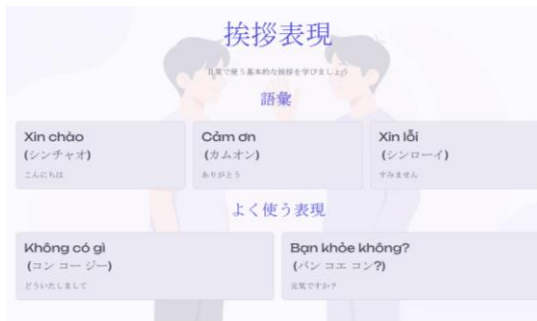 挨拶表現
日常で使う基本的な挨拶を学びましょう
語彙
Xin chào
(シンチャオ)
こんにちは
Cảm ơn
(カムオン)
ありがとう
Xin lỗi
(シンローイ)
すみません
よく使う表現
Không có gì
(コン コー ジー)
どういたしまして
Bạn khỏe không?
(バン コエ コン?)
元気ですか?